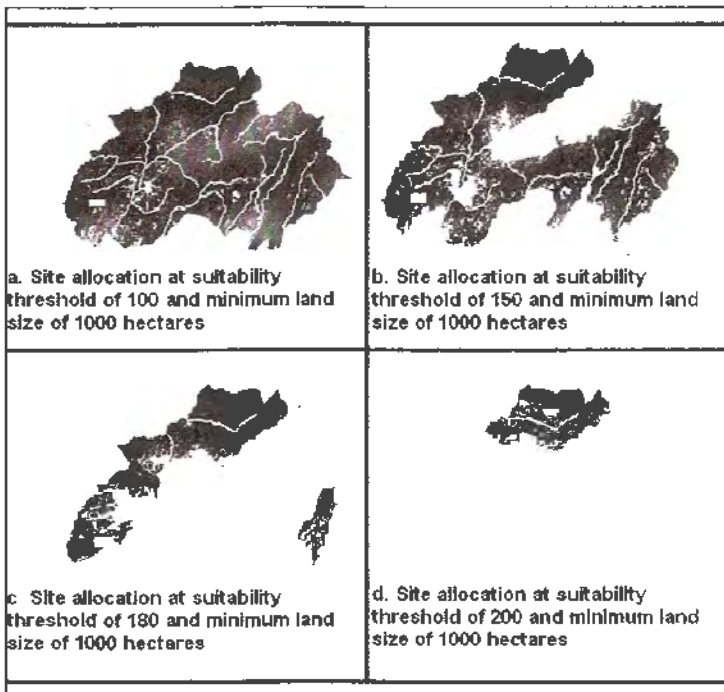 a. Site allocation at suitability
threshold of 100 and minimum land
size of 1000 hectares
b. Site allocation at suitability
threshold of 150 and minimum land
size of 1000 hectares
c Site allocation at suitability
threshold of 180 and minimum land
size of 1000 hectares
d. Site allocation at suitability
threshold of 200 and minimum land
size of 1000 hectares